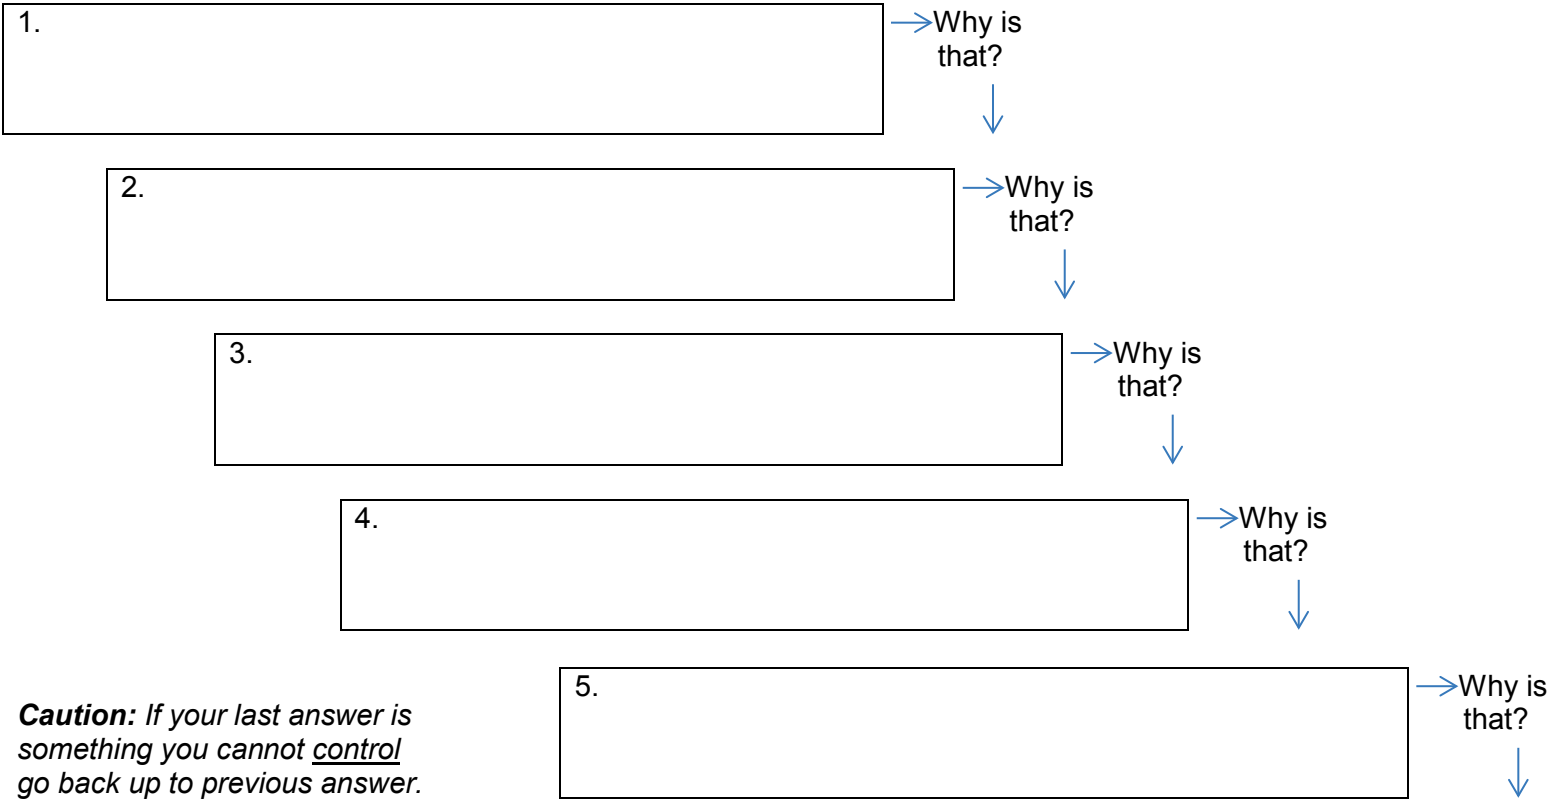 1.
Why is
that?
2.
Why is
that?
3.
Why is
that?
4.
Why is
that?
5.
Why is
that?
Caution: If your last answer is
something you cannot control
go back up to previous answer.